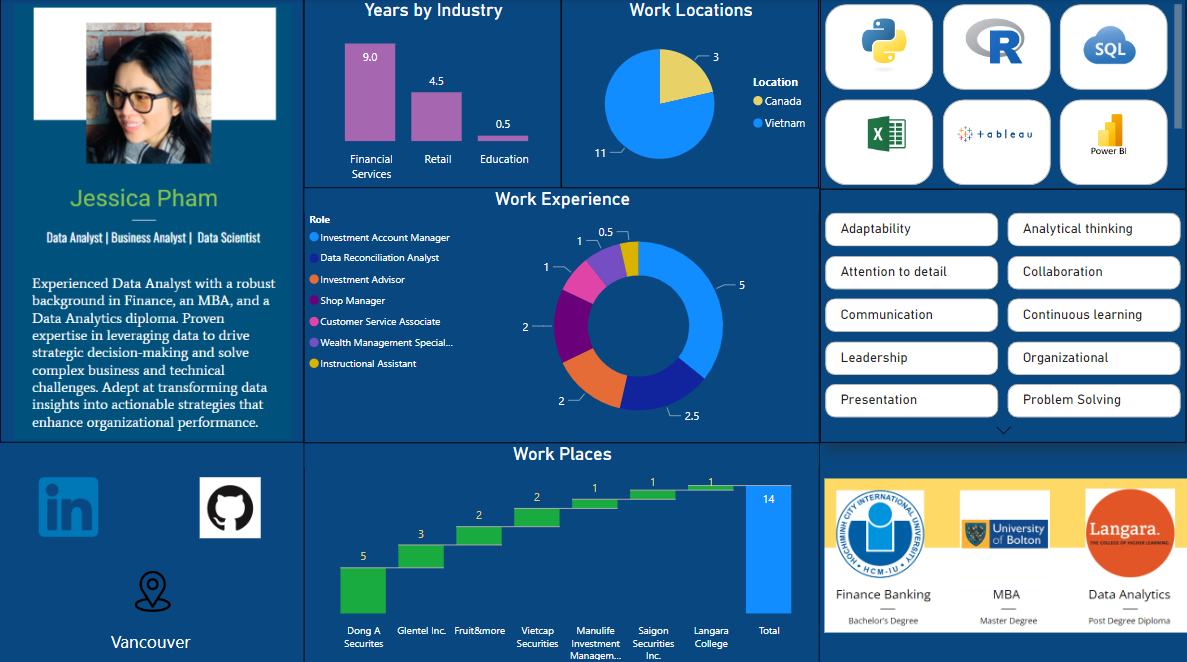 Jessica Pham
Data Analyst | Business Analyst | Data Scientist
Experienced Data Analyst with a robust
background in Finance, an MBA, and a
Data Analytics diploma. Proven
expertise in leveraging data to drive
strategic decision-making and solve
complex business and technical
challenges. Adept at transforming data
insights into actionable strategies that
enhance organizational performance.
in
Vancouver
Years by Industry
9.0
4.5
0.5
Financial
Services
Retail
Education
Work Locations
3
11
Location
Canada
Vietnam
Work Experience
Role
Investment Account Manager
Data Reconciliation Analyst
Investment Advisor
Shop Manager
Customer Service Associate
Wealth Management Special...
Instructional Assistant
0.5
1
1
2
2
5
2.5
Work Places
5
3
2
2
1
1
1
14
Dong A
Securites
Glentel Inc.
Fruit&more
Vietcap
Securities
Manulife
Investment
Managem...
Saigon
Securities
Inc.
Langara
College
Total
R
SQL
X
+ a b l e a u
Power BI
Adaptability
Analytical thinking
Attention to detail
Collaboration
Communication
Continuous learning
Leadership
Organizational
Presentation
Problem Solving
HOCHIMINH CITY INTERNATIONAL UNIVERSITY
• HCM-IU •
University
of Bolton
Langara.
THE COLLEGE OF HIGHER LEARNING.
Finance Banking
Bachelor's Degree
MBA
Master Degree
Data Analytics
Post Degree Diploma